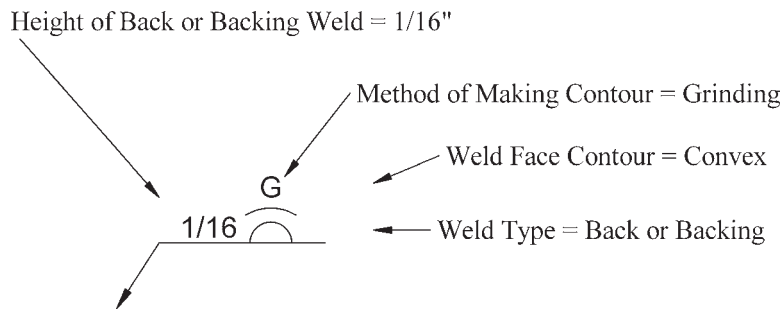 Height of Back or Backing Weld = 1/16"
Method of Making Contour = Grinding
Weld Face Contour = Convex
G
1/16
Weld Type = Back or Backing